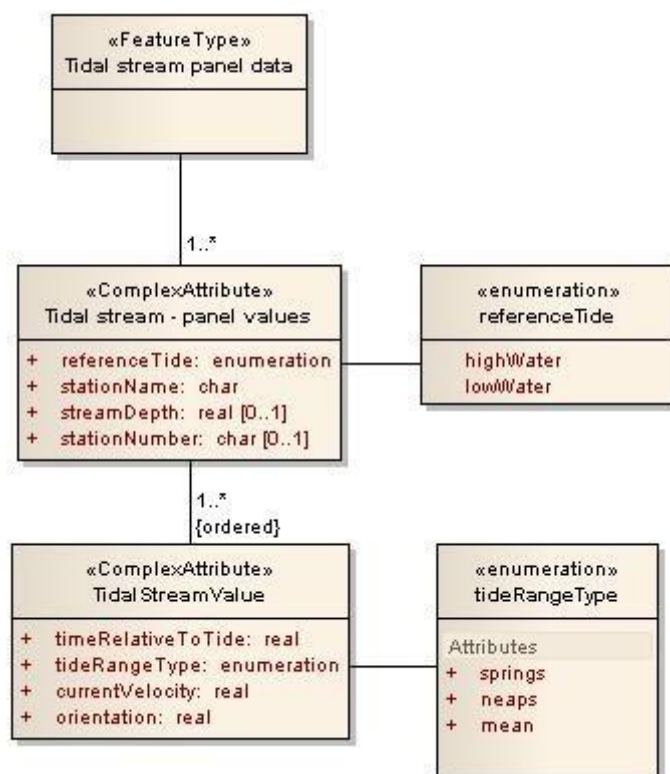 «FeatureType»
Tidal stream panel data
1..*
«ComplexAttribute»
Tidal stream - panel values
+ referenceTide: enumeration
+ stationName: char
+ streamDepth: real [0..1]
+ stationNumber: char [0..1]
«enumeration»
referenceTide
highWater
lowWater
1..*
{ordered}
«ComplexAttribute»
TidalStreamValue
+ timeRelativeToTide: real
+ tideRangeType: enumeration
+ currentVelocity: real
+ orientation: real
«enumeration»
tideRangeType
Attributes
+ springs
+ neaps
+ mean